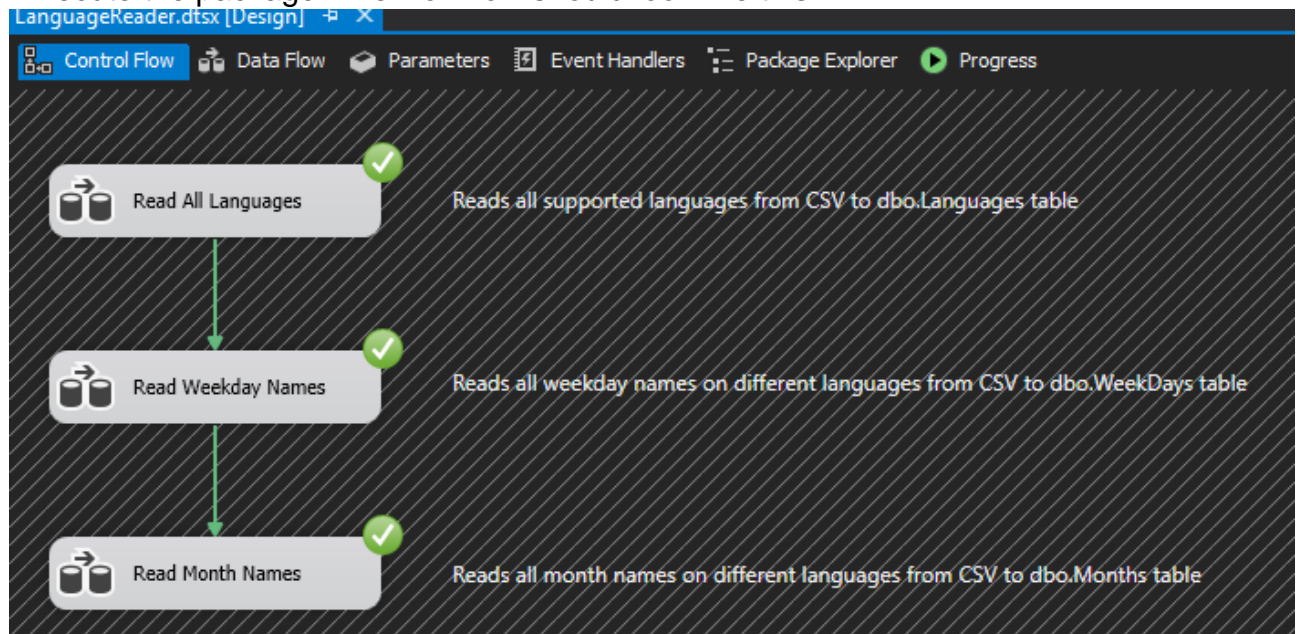 LanguageReader.dtsx [Design]
Control Flow Data Flow Parameters Event Handlers Package Explorer Progress
Read All Languages Reads all supported languages from CSV to dbo.Languages table
Read Weekday Names Reads all weekday names on different languages from CSV to dbo.WeekDays table
Read Month Names Reads all month names on different languages from CSV to dbo.Months table